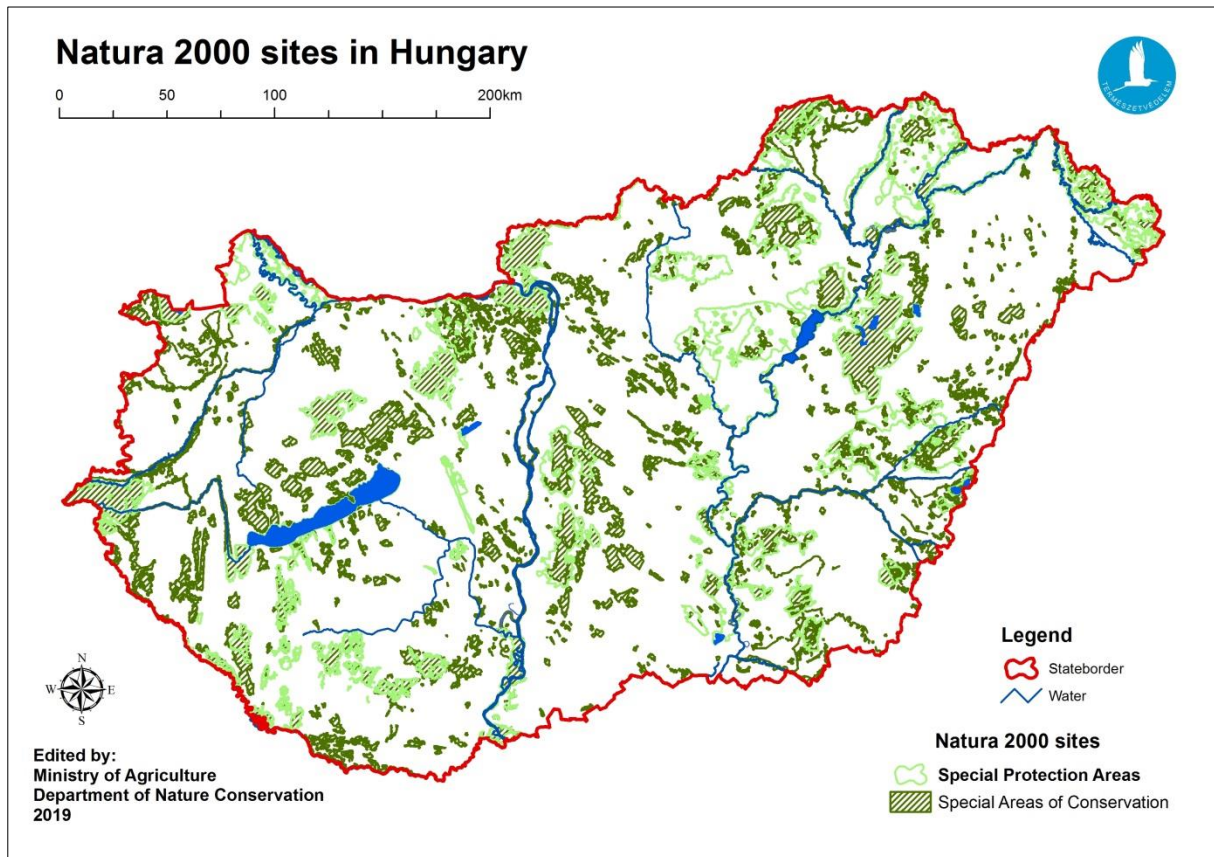 Natura 2000 sites in Hungary
0 50 100 200km
TERMÉSZETVÉDELEM
N
W E
S
Legend
Stateborder
Water
Natura 2000 sites
Special Protection Areas
Special Areas of Conservation
Edited by:
Ministry of Agriculture
Department of Nature Conservation
2019